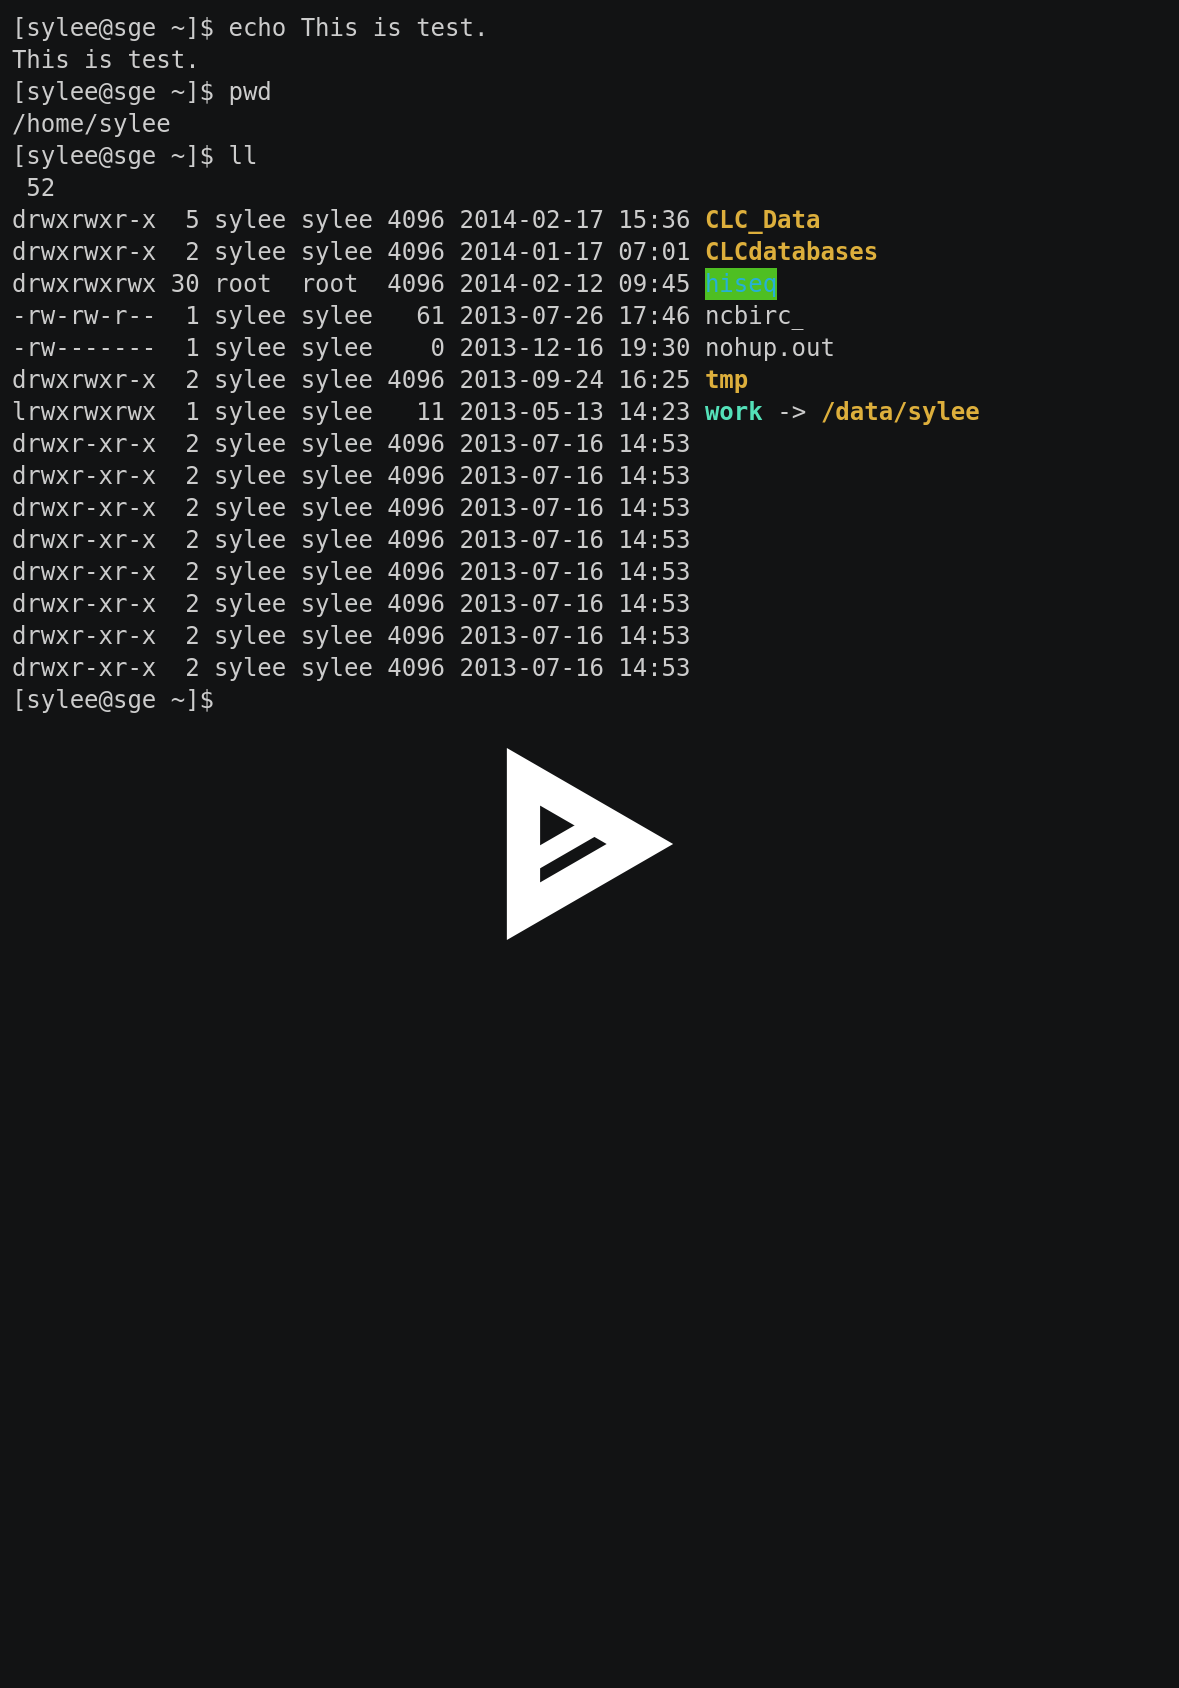 [sylee@sge ~]$ echo This is test.
This is test.
[sylee@sge ~]$ pwd
/home/sylee
[sylee@sge ~]$ ll
 52
drwxrwxr-x  5 sylee sylee 4096 2014-02-17 15:36 CLC_Data
drwxrwxr-x  2 sylee sylee 4096 2014-01-17 07:01 CLCdatabases
drwxrwxrwx 30 root  root  4096 2014-02-12 09:45 hiseq
-rw-rw-r--  1 sylee sylee   61 2013-07-26 17:46 ncbirc_
-rw-------  1 sylee sylee    0 2013-12-16 19:30 nohup.out
drwxrwxr-x  2 sylee sylee 4096 2013-09-24 16:25 tmp
lrwxrwxrwx  1 sylee sylee   11 2013-05-13 14:23 work -> /data/sylee
drwxr-xr-x  2 sylee sylee 4096 2013-07-16 14:53
drwxr-xr-x  2 sylee sylee 4096 2013-07-16 14:53
drwxr-xr-x  2 sylee sylee 4096 2013-07-16 14:53
drwxr-xr-x  2 sylee sylee 4096 2013-07-16 14:53
drwxr-xr-x  2 sylee sylee 4096 2013-07-16 14:53
drwxr-xr-x  2 sylee sylee 4096 2013-07-16 14:53
drwxr-xr-x  2 sylee sylee 4096 2013-07-16 14:53
drwxr-xr-x  2 sylee sylee 4096 2013-07-16 14:53
[sylee@sge ~]$